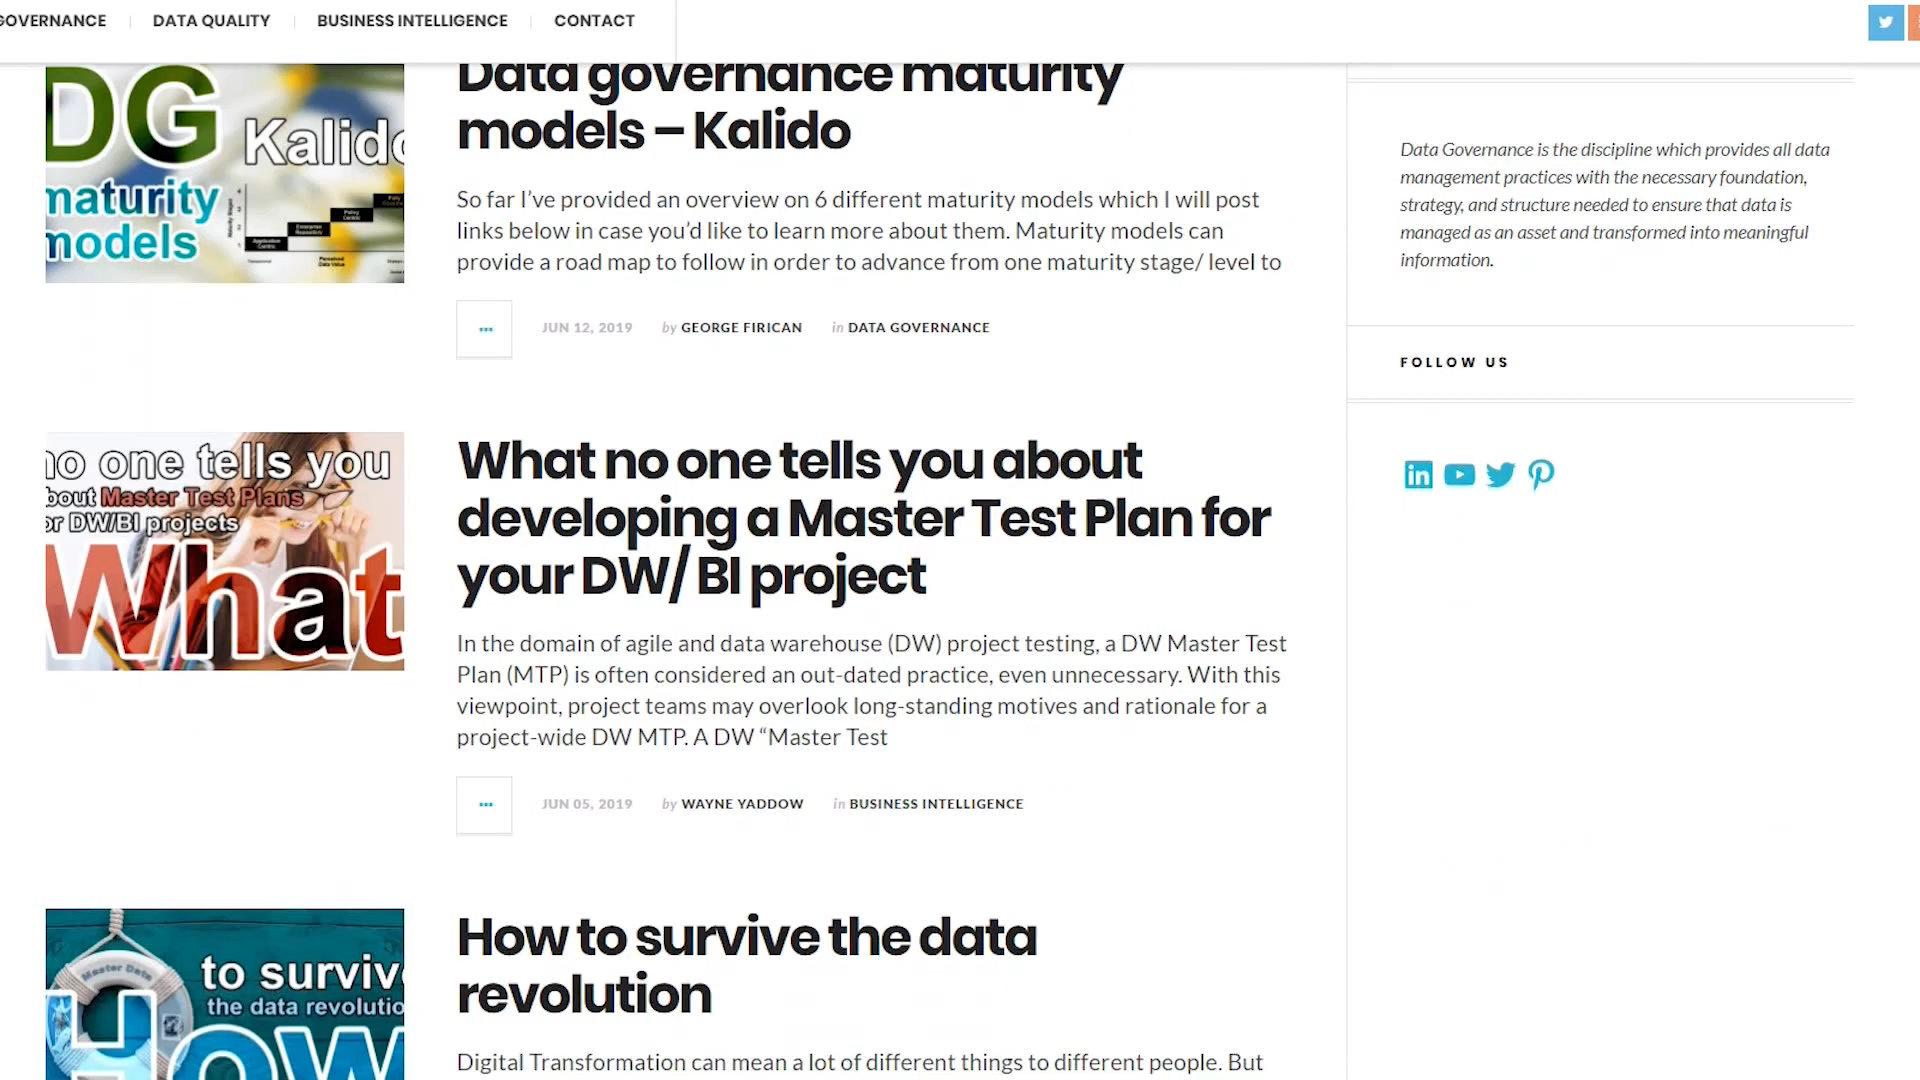 GOVERNANCE
DATA QUALITY
BUSINESS INTELLIGENCE
CONTACT
DG
Kalido
maturity
models
Data governance maturity
models – Kalido
So far I’ve provided an overview on 6 different maturity models which I will post
links below in case you’d like to learn more about them. Maturity models can
provide a road map to follow in order to advance from one maturity stage/ level to
JUN 12, 2019 by GEORGE FIRICAN in DATA GOVERNANCE
no one tells you
bout Master Test Plans
or DW/BI projects
What
What no one tells you about
developing a Master Test Plan for
your DW/ BI project
In the domain of agile and data warehouse (DW) project testing, a DW Master Test
Plan (MTP) is often considered an out-dated practice, even unnecessary. With this
viewpoint, project teams may overlook long-standing motives and rationale for a
project-wide DW MTP. A DW “Master Test
JUN 05, 2019 by WAYNE YADDOW in BUSINESS INTELLIGENCE
Master Data
to surviv
the data revolutio
How
How to survive the data
revolution
Digital Transformation can mean a lot of different things to different people. But
Data Governance is the discipline which provides all data
management practices with the necessary foundation,
strategy, and structure needed to ensure that data is
managed as an asset and transformed into meaningful
information.
FOLLOW US